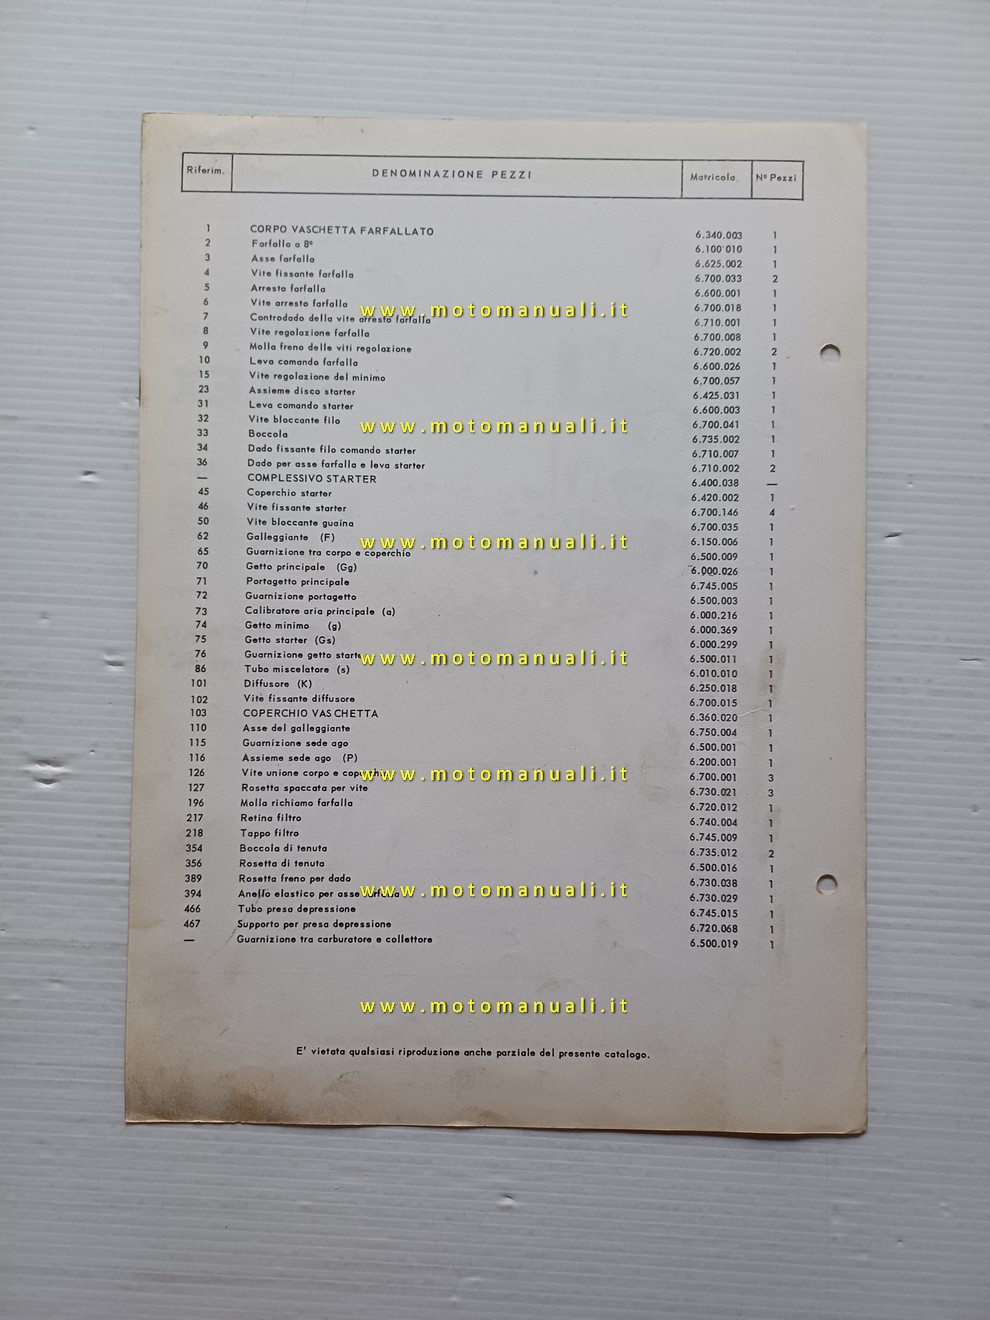 Riferim. DENOMINAZIONE PEZZI Matricola Nº Pezzi
1 CORPO VASCHETTA FARFALLATO 6.340.003 1
2 Farfalla a 8º 6.100.010 1
3 Asse farfalla 6.625.002 1
4 Vite fissante farfalla 6.700.033 2
5 Arresto farfalla 6.600.001 1
6 Vite arresto farfalla 6.700.018 1
7 Controdado della vite arresto farfalla 6.710.001 1
8 Vite regolazione farfalla 6.700.008 1
9 Molla freno delle viti regolazione 6.720.002 2
10 Leva comando farfalla 6.600.026 1
15 Vite regolazione del minimo 6.700.057 1
23 Assieme disco starter 6.425.031 1
31 Leva comando starter 6.600.003 1
32 Vite bloccante filo 6.700.041 1
33 Boccola 6.735.002 1
34 Dado fissante filo comando starter 6.710.007 1
36 Dado per asse farfalla e leva starter 6.710.002 2
— COMPLESSIVO STARTER 6.400.038 —
45 Coperchio starter 6.420.002 1
46 Vite fissante starter 6.700.146 4
50 Vite bloccante guaina 6.700.035 1
62 Galleggiante (F) 6.150.006 1
65 Guarnizione tra corpo e coperchio 6.500.009 1
70 Getto principale (Gg) 6.000.026 1
71 Portagetto principale 6.745.005 1
72 Guarnizione portagetto 6.500.003 1
73 Calibratore aria principale (a) 6.000.216 1
74 Getto minimo (g) 6.000.369 1
75 Getto starter (Gs) 6.000.299 1
76 Guarnizione getto starter 6.500.011 1
86 Tubo miscelatore (s) 6.010.010 1
101 Diffusore (K) 6.250.018 1
102 Vite fissante diffusore 6.700.015 1
103 COPERCHIO VASCHETTA 6.360.020 1
110 Asse del galleggiante 6.750.004 1
115 Guarnizione sede ago 6.500.001 1
116 Assieme sede ago (P) 6.200.001 1
126 Vite unione corpo e coperchio 6.700.001 3
127 Rosetta spaccata per vite 6.730.021 3
196 Molla richiamo farfalla 6.720.012 1
217 Retina filtro 6.740.004 1
218 Tappo filtro 6.745.009 1
354 Boccola di tenuta 6.735.012 2
356 Rosetta di tenuta 6.500.016 1
389 Rosetta freno per dado 6.730.038 1
394 Anello elastico per asse farfalla 6.730.029 1
466 Tubo presa depressione 6.745.015 1
467 Supporto per presa depressione 6.720.068 1
— Guarnizione tra carburatore e collettore 6.500.019 1
E' vietata qualsiasi riproduzione anche parziale del presente catalogo.
www.motomanuali.it
www.motomanuali.it
www.motomanuali.it
www.motomanuali.it
www.motomanuali.it
www.motomanuali.it
www.motomanuali.it